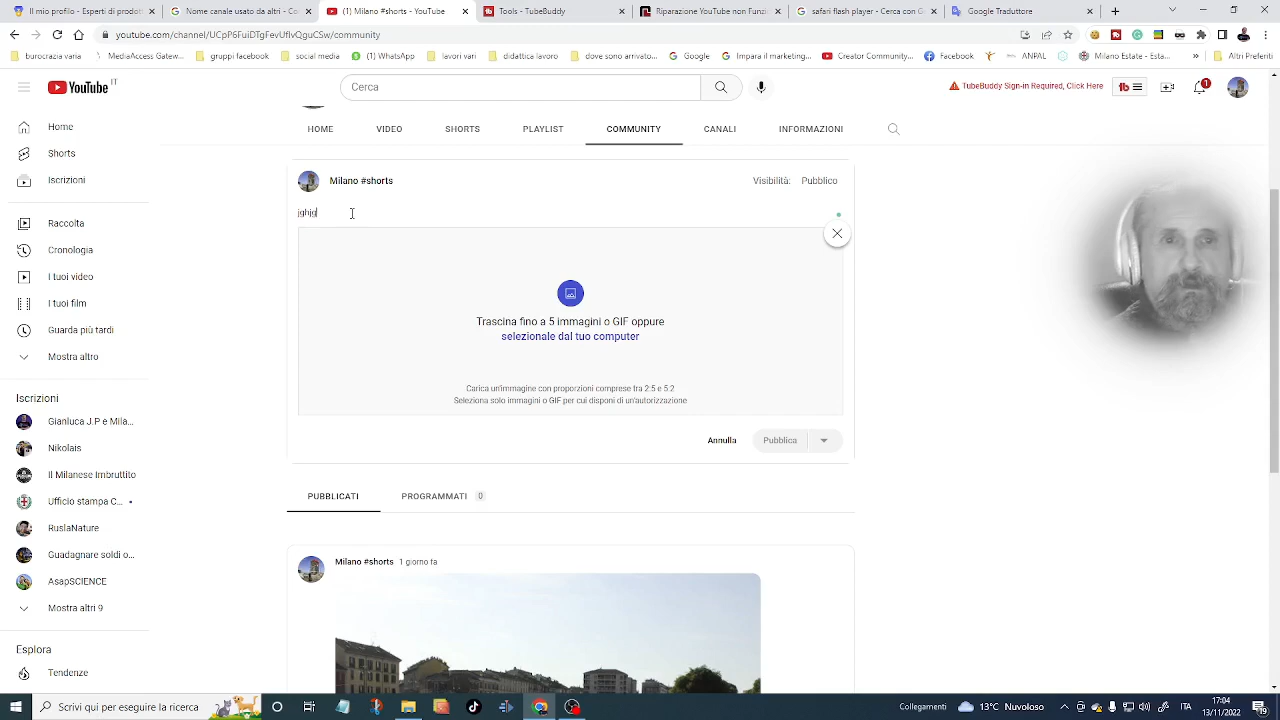 Il mio profilo - Esperti di prodo
Nome canale usato da altri - Co
(1) Milano #shorts - YouTube
Tools - TubeBuddy
Riparazione YouTube non Fun
safari flash player - Cerca con G
Google Traduttore
youtube.com/channel/UCpP6FuiDTgFevUfIxQguCsw/community
burocrazia varia
MediaAccess Gatew...
gruppi facebook
social miei
(1) WhatsApp
lavori vari
didattica lavoro
dove sono arrivato...
Google
Impara il marketing...
Creator Community...
Facebook
ANPAL
Milano Estate - Esta...
»
Altri Preferiti
YouTube IT
Cerca
TubeBuddy Sign-in Required, Click Here
tb
1
HOME
VIDEO
SHORTS
PLAYLIST
COMMUNITY
CANALI
INFORMAZIONI
Home
Shorts
Iscrizioni
Raccolta
Cronologia
I tuoi video
I tuoi film
Guarda più tardi
Mostra altro
Iscrizioni
Gianluca J.P e Mila...
Nikolais
Il Milanese Imbruttito
Ufficio stampa C...
RuslaNature
Guadagnare soldi o...
AsapSCIENCE
Mostra altri 9
Esplora
Tendenze
Milano #shorts
Visibilità: Pubblico
jghjg
Trascina fino a 5 immagini o GIF oppure
selezionale dal tuo computer
Carica un'immagine con proporzioni comprese tra 2:5 e 5:2
Seleziona solo immagini o GIF per cui disponi di un'autorizzazione
Annulla
Pubblica
PUBBLICATI
PROGRAMMATI 0
Milano #shorts 1 giorno fa
Scrivi qui per eseguire la ricerca
Collegamenti
13°C Nuvoloso
ITA
17:04
13/11/2022